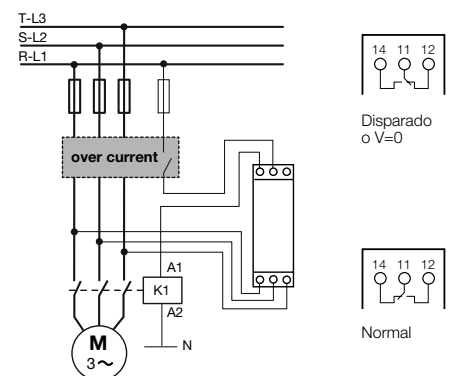 T-L3
S-L2
R-L1
over current
A1
K1
A2
N
M
3~
14 11 12
Disparado
o V=0
14 11 12
Normal